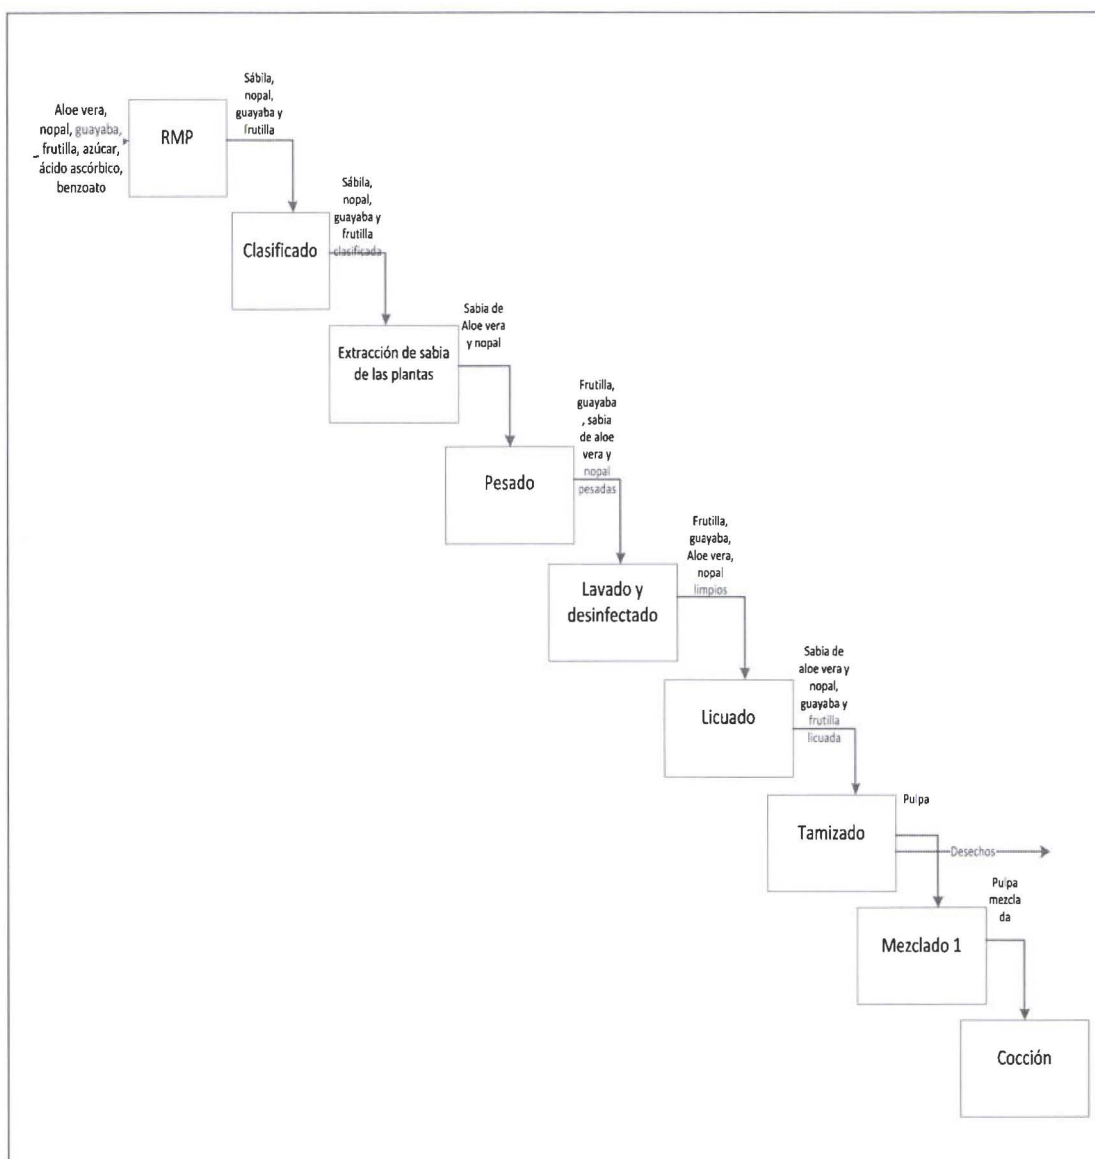 Aloe vera,
nopal, guayaba,
frutilla, azúcar,
ácido ascórbico,
benzoato
RMP
Sábila,
nopal,
guayaba y
frutilla
Clasificado
Sábila,
nopal,
guayaba y
frutilla
clasificada
Extracción de sabia
de las plantas
Sabia de
Aloe vera
y nopal
Pesado
Frutilla,
guayaba
, sabia
de aloe
vera y
nopal
pesadas
Lavado y
desinfectado
Frutilla,
guayaba,
Aloe vera,
nopal
limpios
Licuado
Sabia de
aloe vera y
nopal,
guayaba y
frutilla
licuada
Tamizado
Pulpa
Desechos
Mezclado 1
Pulpa
mezcla
da
Cocción